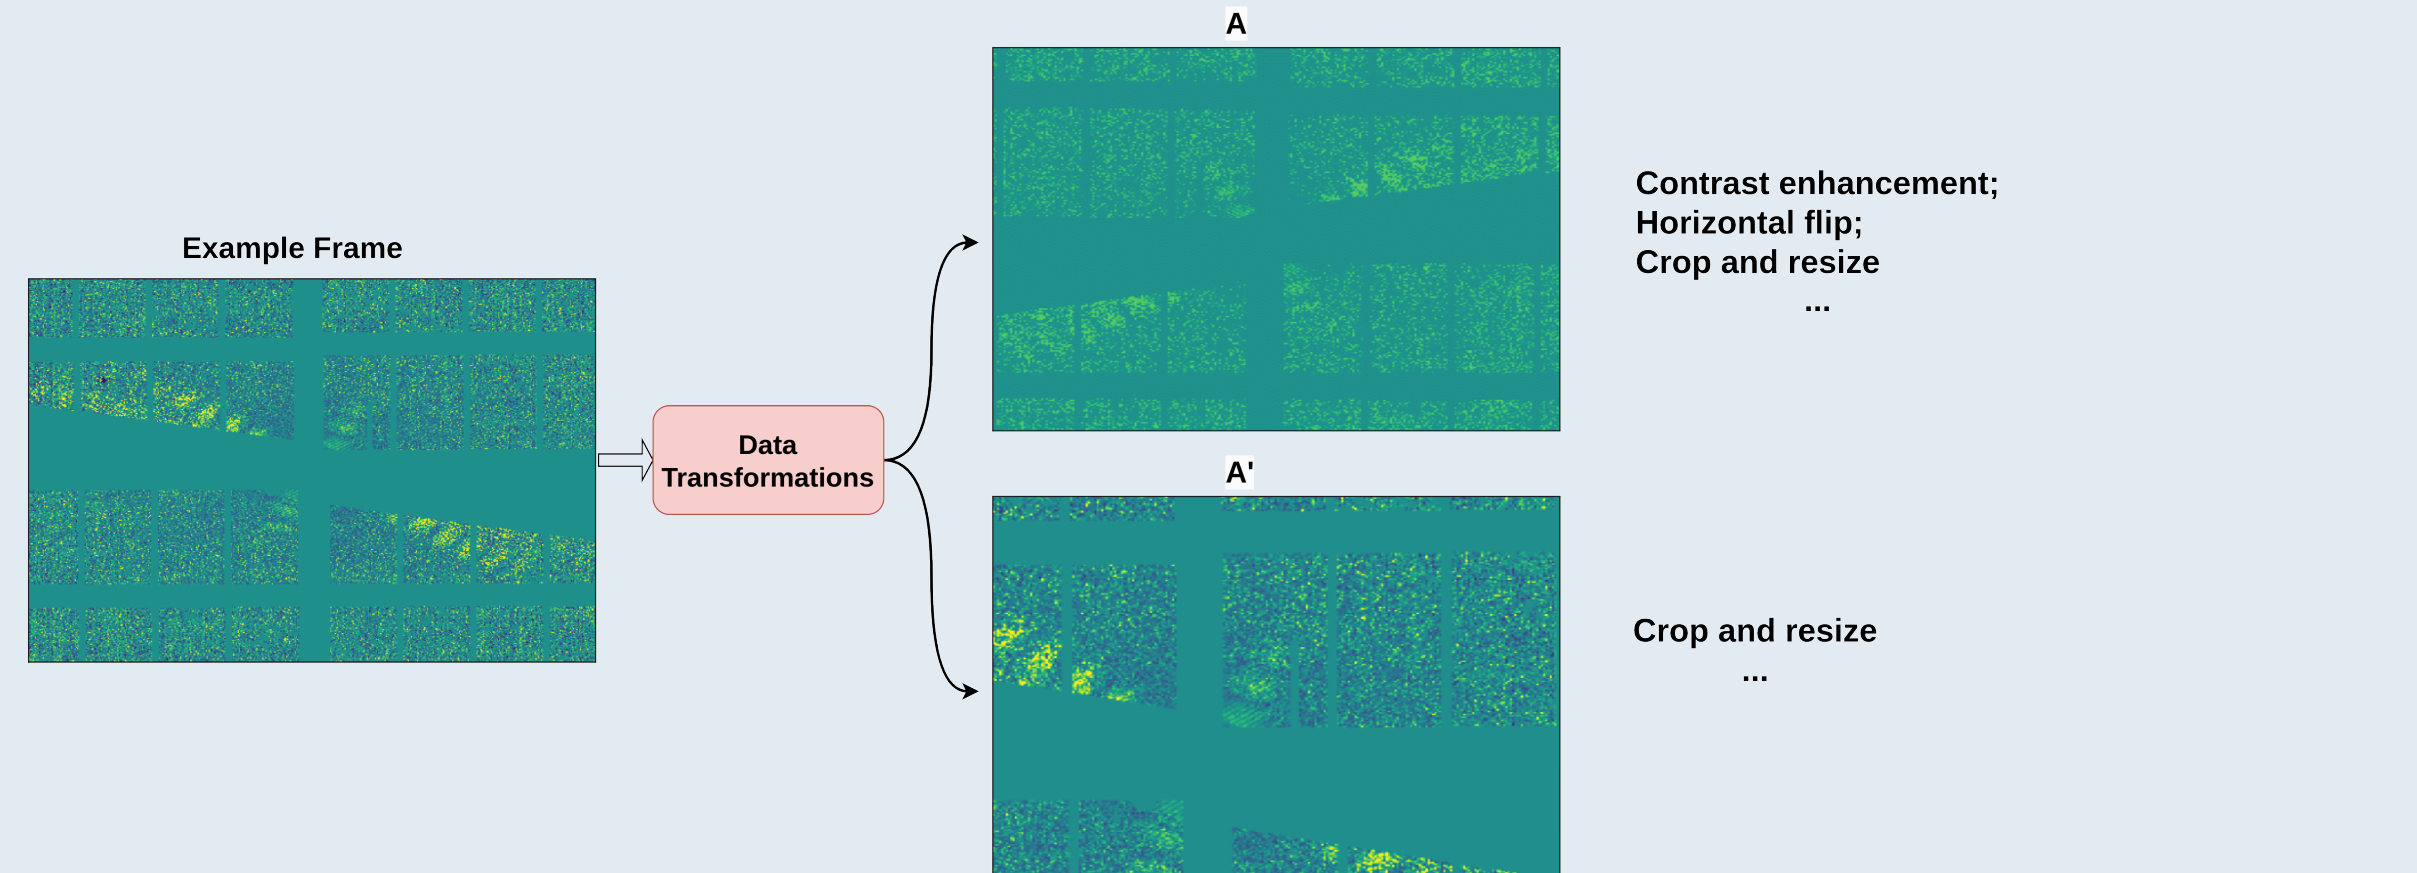 Example Frame
Data
Transformations
A
Contrast enhancement;
Horizontal flip;
Crop and resize
...
A'
Crop and resize
...